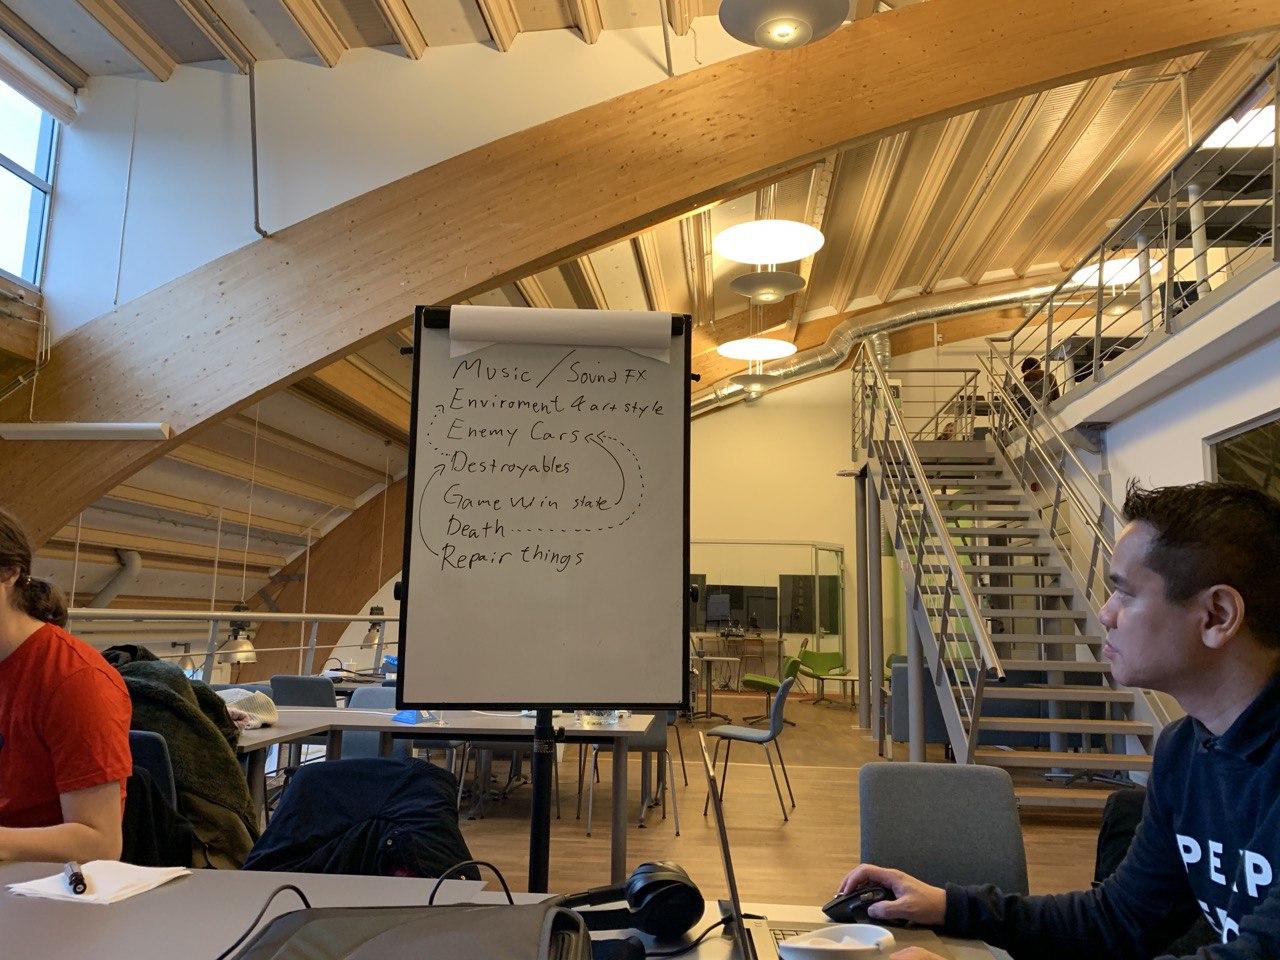 Music / Sound FX
Enviroment & art style
Enemy Cars
Destroyables
Game win state
Death
Repair things